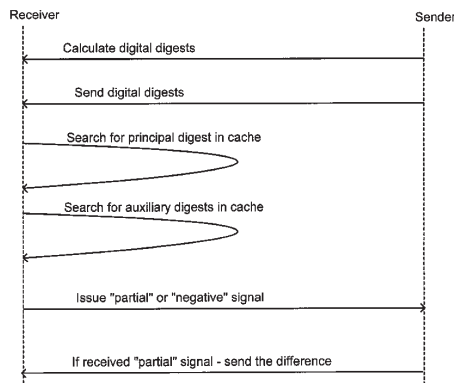 Receiver
Sender
Calculate digital digests
Send digital digests
Search for principal digest in cache
Search for auxiliary digests in cache
Issue "partial" or "negative" signal
If received "partial" signal - send the difference